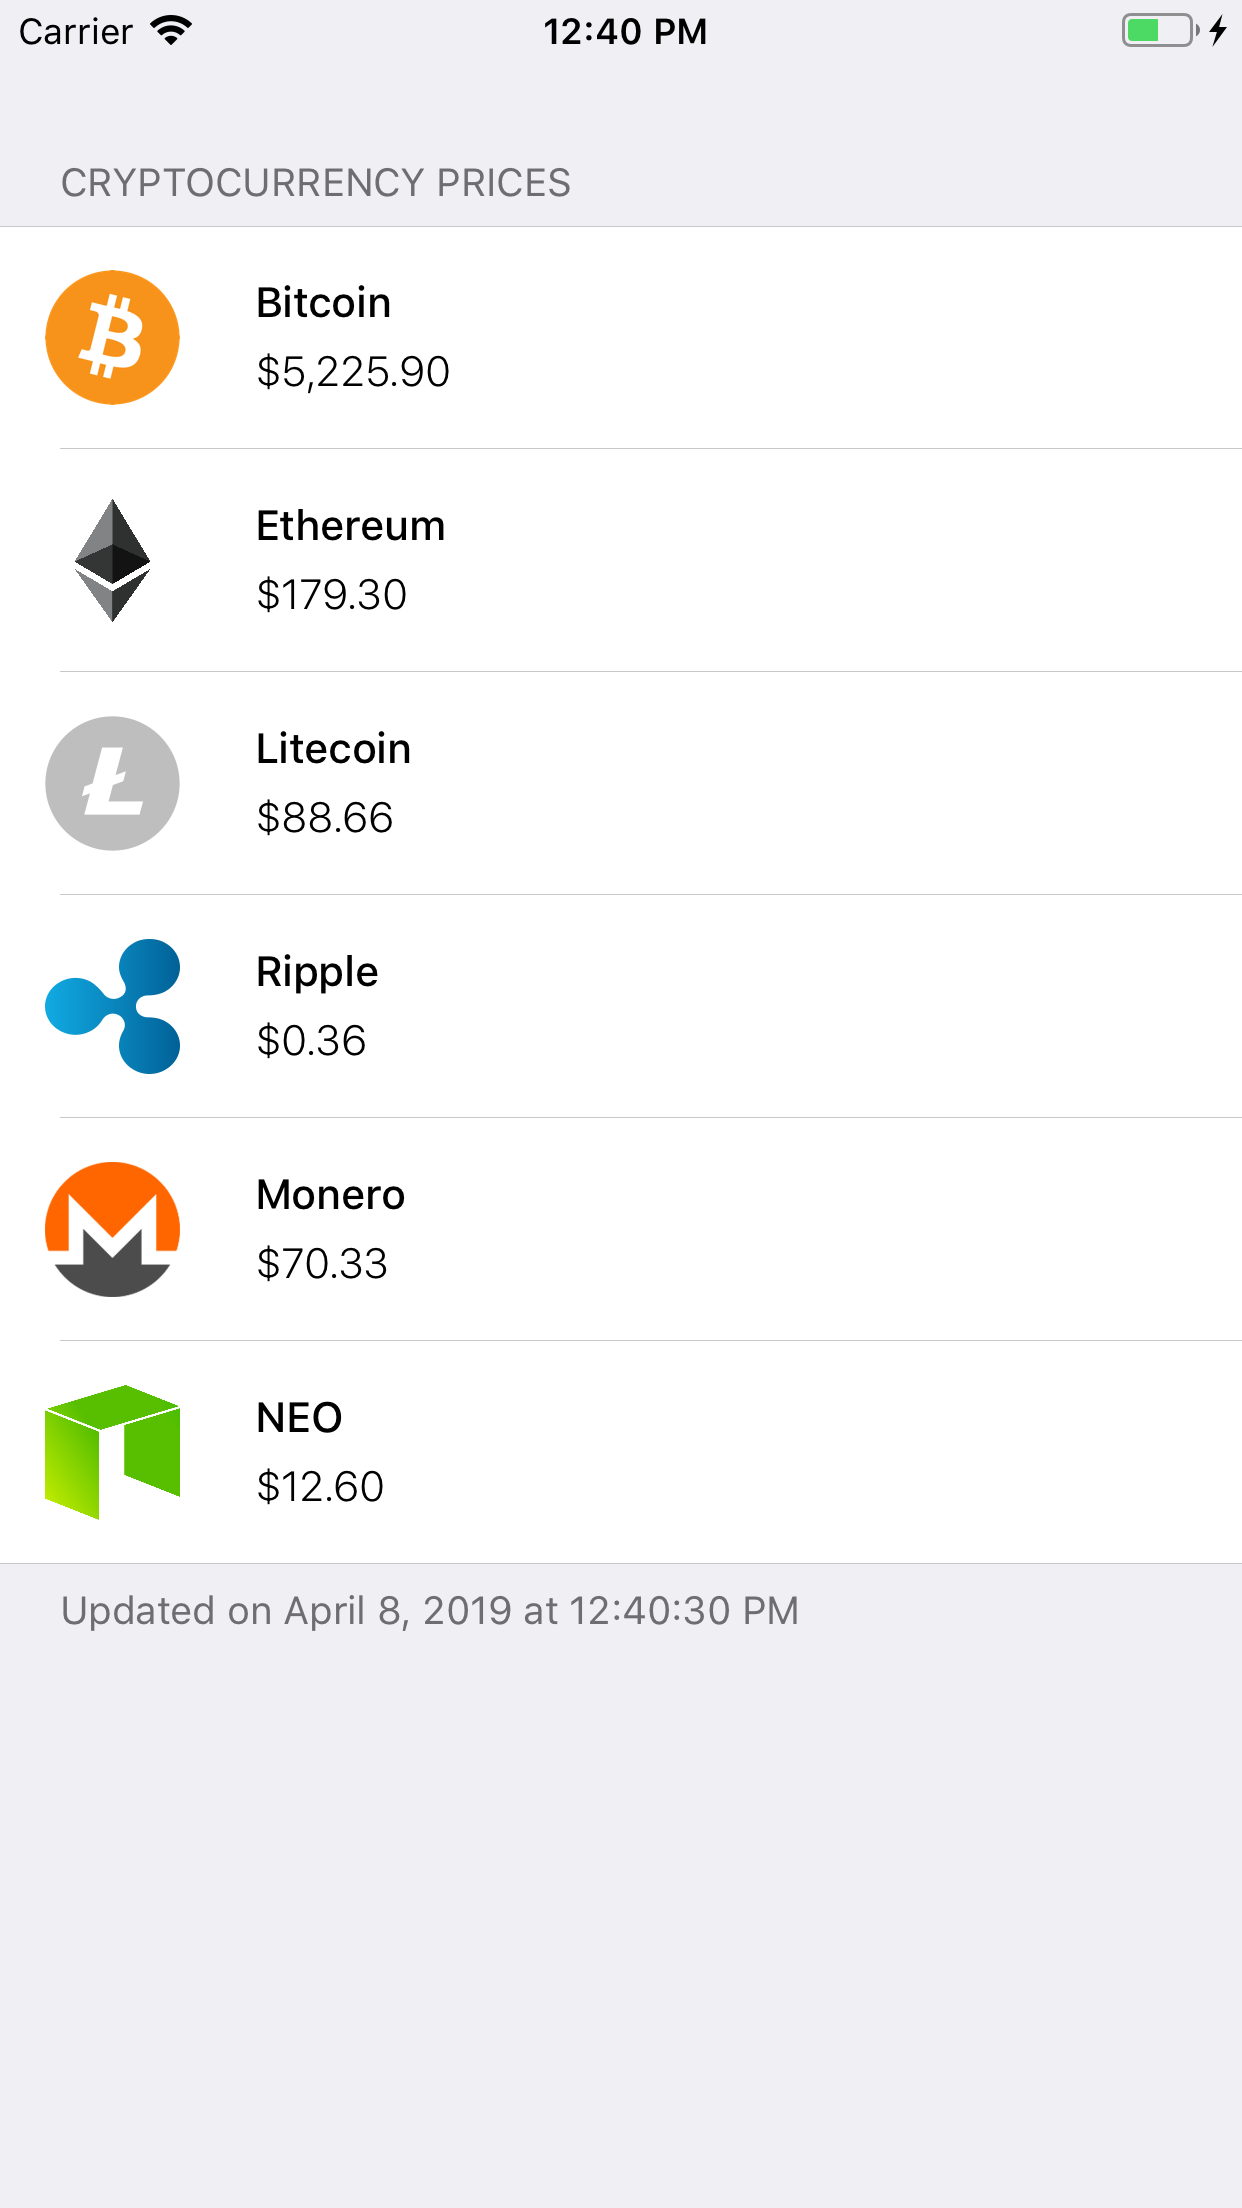 Carrier 12:40 PM
CRYPTOCURRENCY PRICES
Bitcoin
$5,225.90
Ethereum
$179.30
Litecoin
$88.66
Ripple
$0.36
Monero
$70.33
NEO
$12.60
Updated on April 8, 2019 at 12:40:30 PM